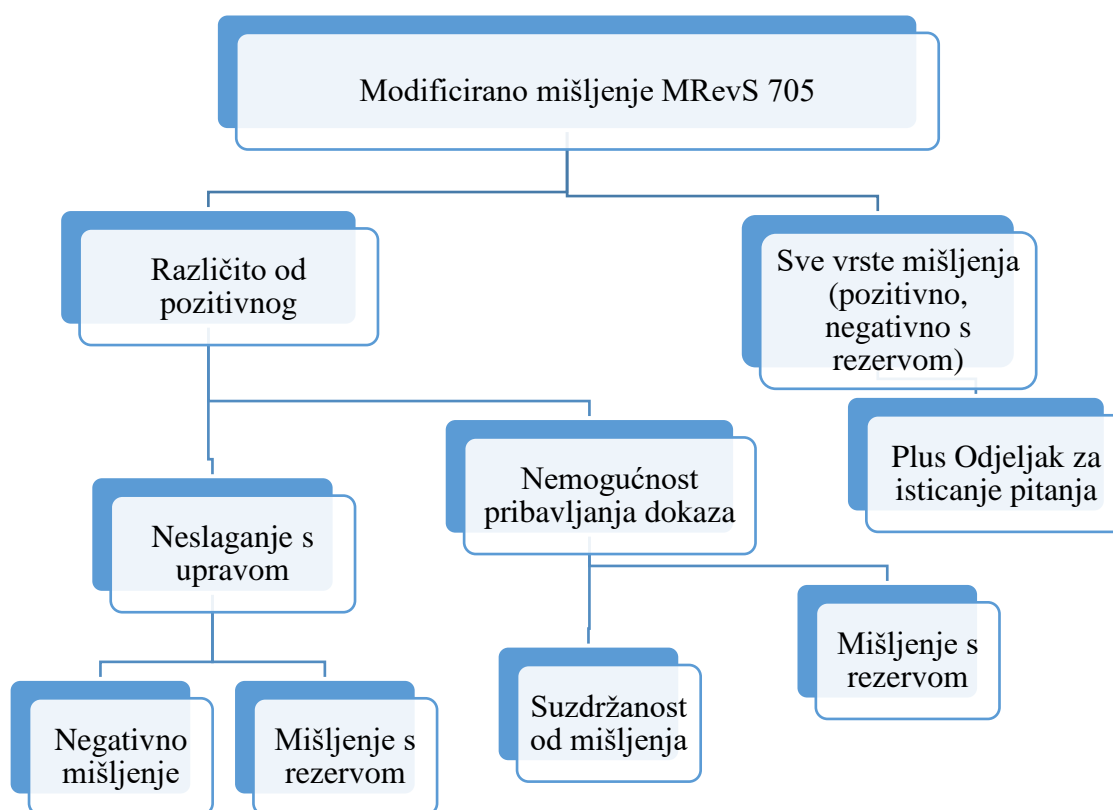 Modificirano mišljenje MRevS 705
Različito od
pozitivnog
Sve vrste mišljenja
(pozitivno,
negativno s
rezervom)
Plus Odjeljak za
isticanje pitanja
Neslaganje s
upravom
Nemogućnost
pribavljanja dokaza
Negativno
mišljenje
Mišljenje s
rezervom
Suzdržanost
od mišljenja
Mišljenje s
rezervom